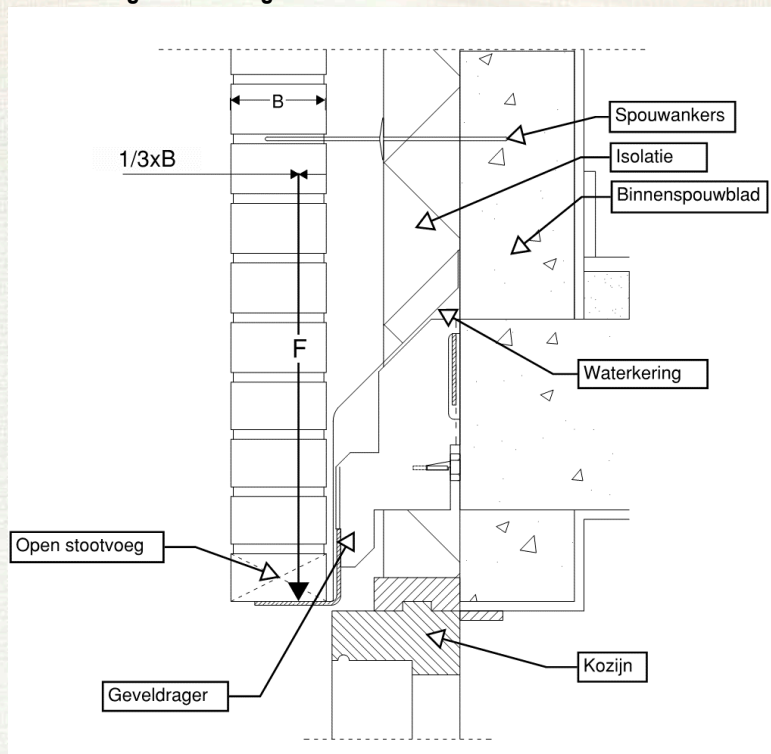 B
Spouwankers
1/3xB
Isolatie
Binnenspouwblad
F
Waterkering
Open stootvoeg
Kozijn
Geveldrager